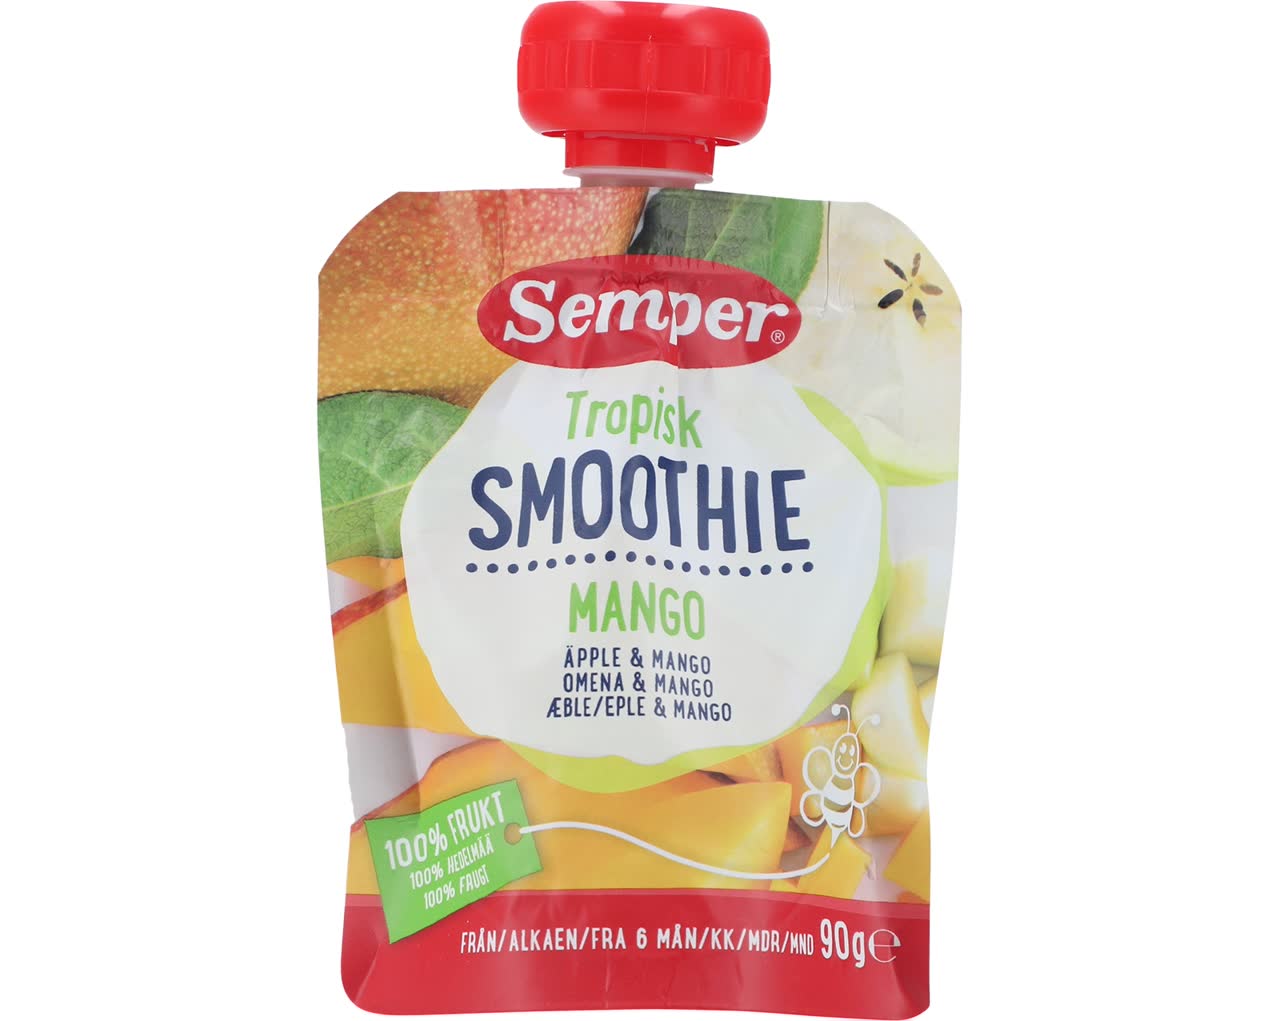 Semper®
Tropisk
SMOOTHIE
MANGO
ÄPPLE & MANGO
OMENA & MANGO
ÆBLE/EPLE & MANGO
100% FRUKT
100% HEDELMÄÄ
100% FRUGT
FRÅN/ALKAEN/FRA 6 MÅN/KK/MDR/MND 90g℮